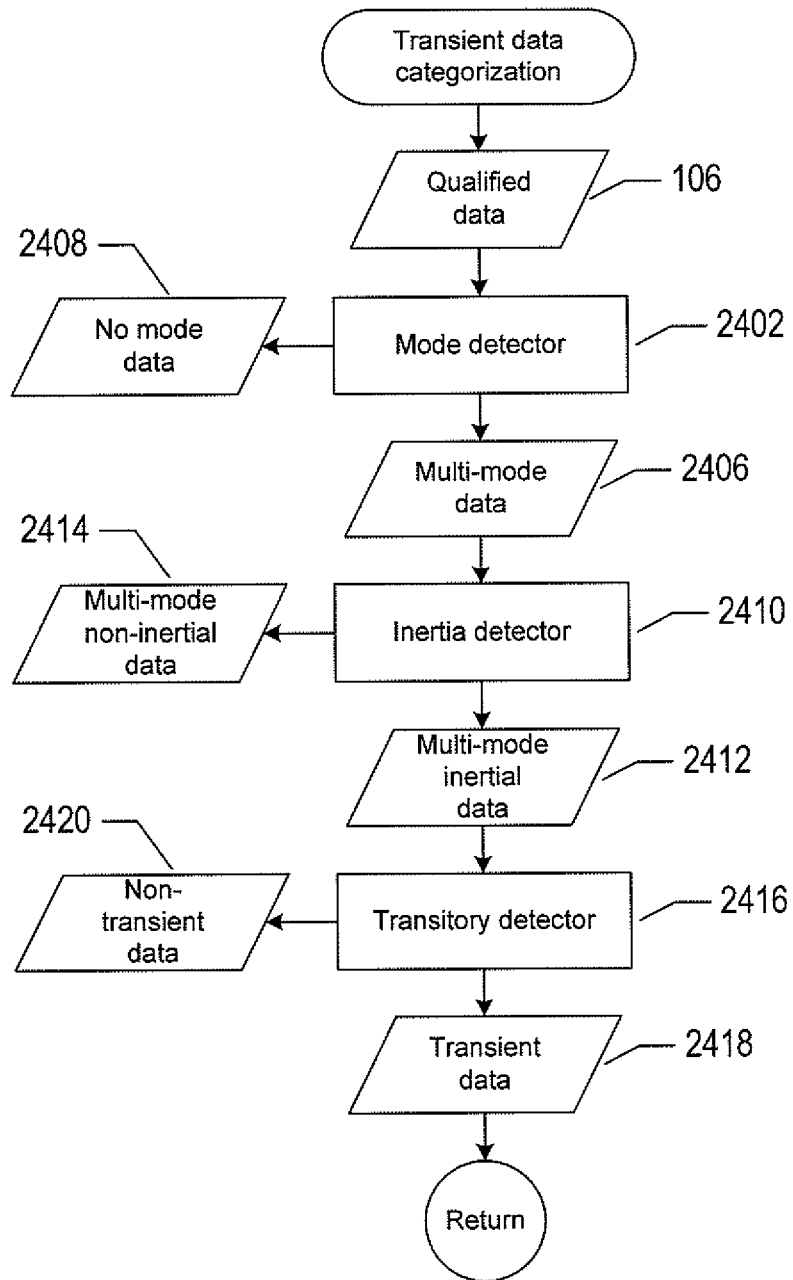 Transient data
categorization
Qualified
data
106
2408
No mode
data
Mode detector
2402
Multi-mode
data
2406
2414
Multi-mode
non-inertial
data
Inertia detector
2410
Multi-mode
inertial
data
2412
2420
Non-
transient
data
Transitory detector
2416
Transient
data
2418
Return